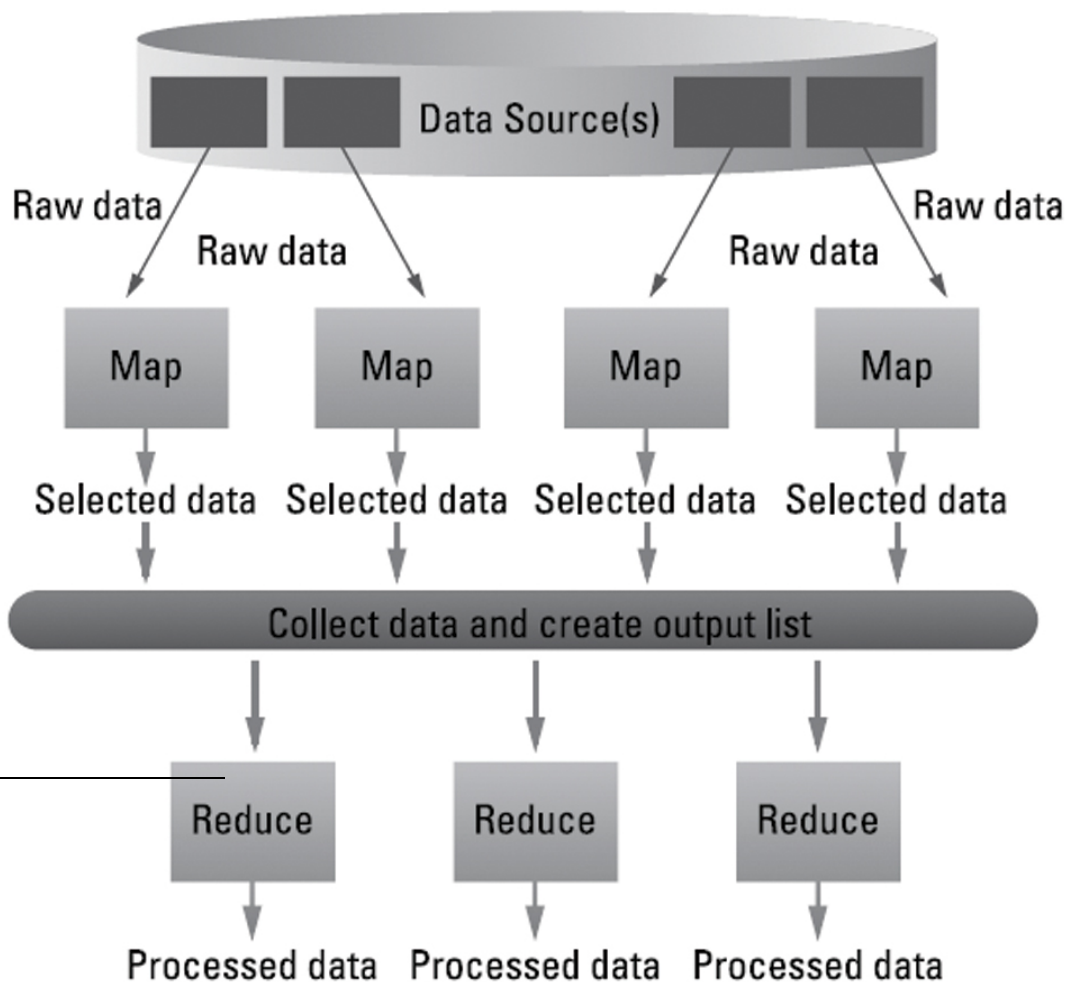 Data Source(s)
Raw data
Raw data
Raw data
Raw data
Map
Map
Map
Map
Selected data
Selected data
Selected data
Selected data
Collect data and create output list
Reduce
Reduce
Reduce
Processed data
Processed data
Processed data